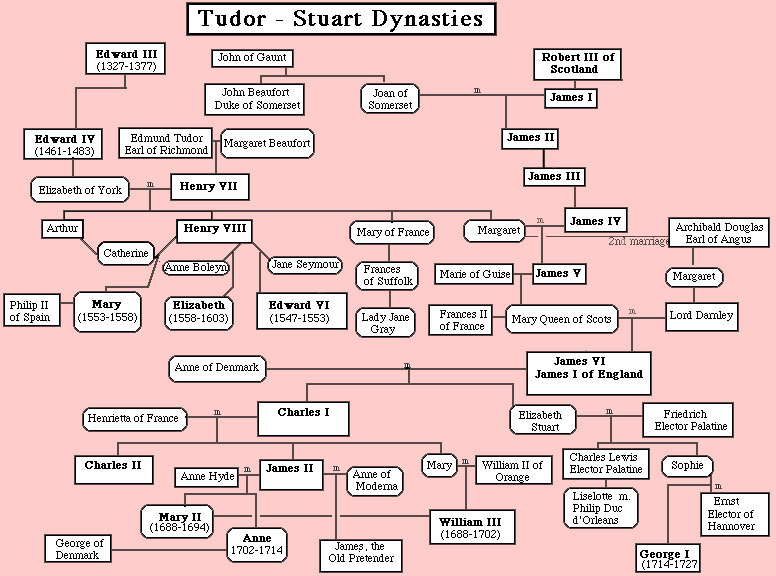 Tudor - Stuart Dynasties
Edward III
(1327-1377)
John of Gaunt
Robert III of
Scotland
John Beaufort
Duke of Somerset
Joan of
Somerset
m
James I
Edward IV
(1461-1483)
Edmund Tudor
Earl of Richmond
m
Margaret Beaufort
James II
James III
Elizabeth of York
m
Henry VII
Arthur
Henry VIII
Mary of France
Margaret
m
James IV
2nd marriage
Archibald Douglas
Earl of Angus
Catherine
Anne Boleyn
Jane Seymour
Frances
of Suffolk
Marie of Guise
m
James V
Margaret
Philip II
of Spain
Mary
(1553-1558)
Elizabeth
(1558-1603)
Edward VI
(1547-1553)
Lady Jane
Gray
Frances II
of France
Mary Queen of Scots
m
Lord Darnley
Anne of Denmark
m
James VI
James I of England
Henrietta of France
m
Charles I
Elizabeth
Stuart
m
Friedrich
Elector Palatine
Charles II
Anne Hyde
m
James II
m
Anne of
Modema
Mary
m
William II of
Orange
Charles Lewis
Elector Palatine
Sophie
m
Liselotte m.
Philip Duc
d'Orleans
Ernst
Elector of
Hannover
Mary II
(1688-1694)
William III
(1688-1702)
George of
Denmark
Anne
1702-1714
James, the
Old Pretender
George I
(1714-1727